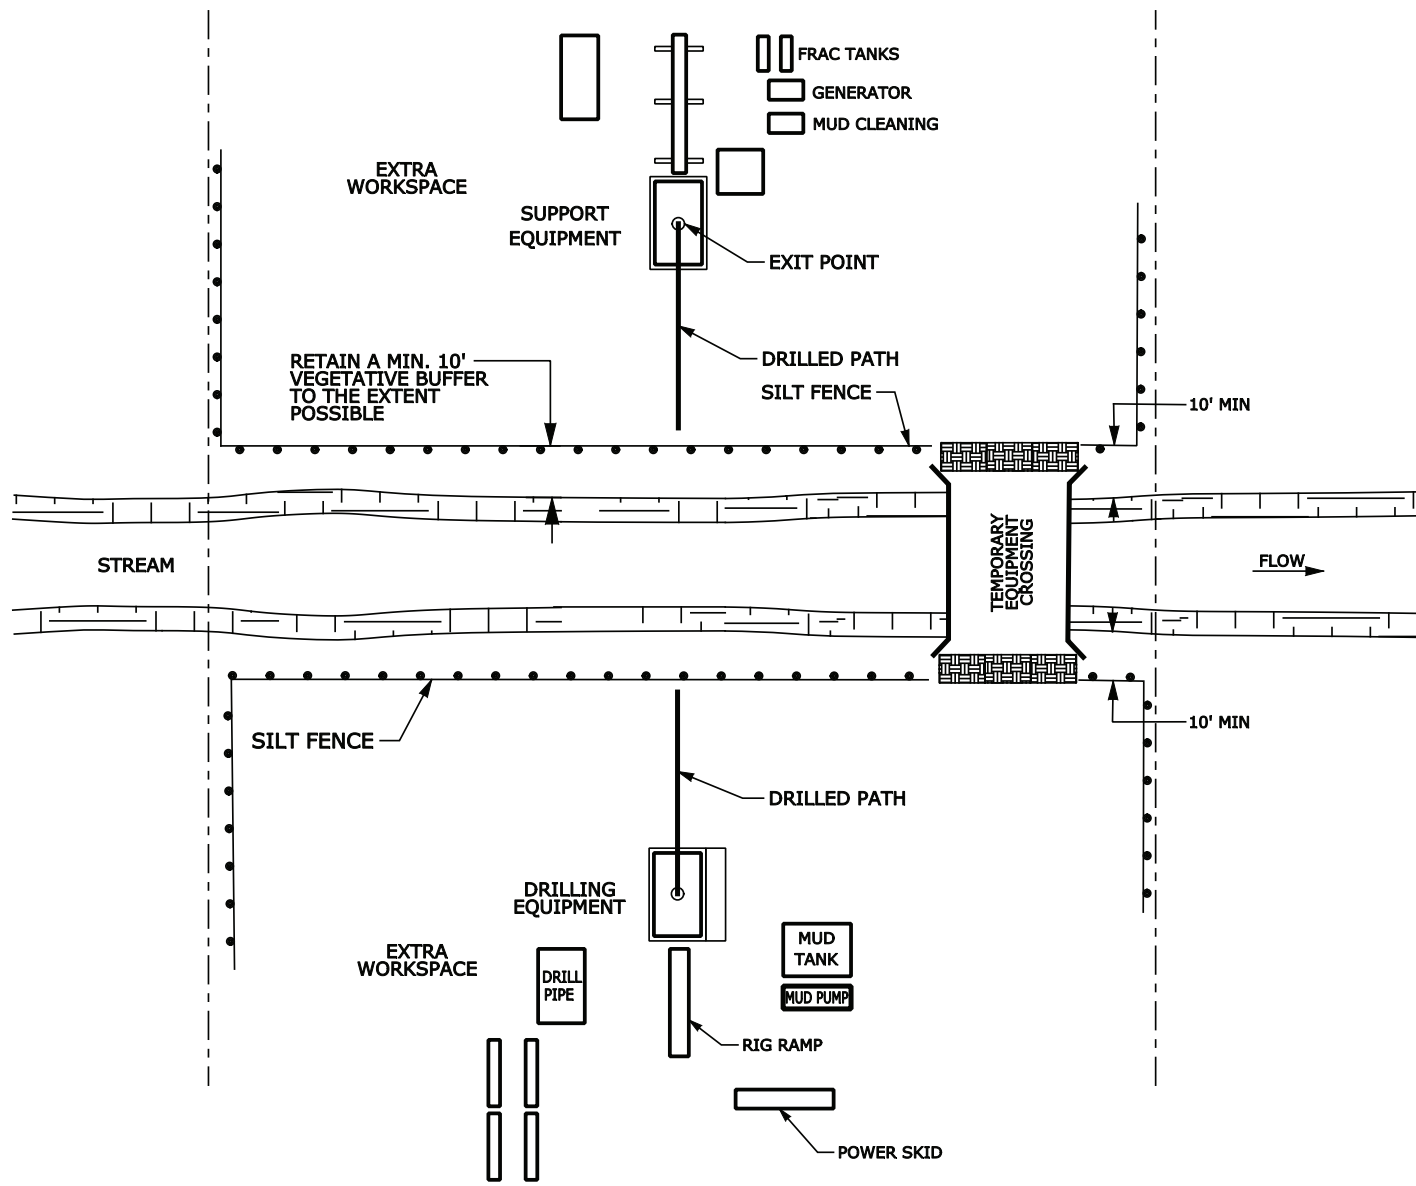 FRAC TANKS
GENERATOR
MUD CLEANING
EXTRA
WORKSPACE
SUPPORT
EQUIPMENT
EXIT POINT
RETAIN A MIN. 10'
VEGETATIVE BUFFER
TO THE EXTENT
POSSIBLE
DRILLED PATH
SILT FENCE
10' MIN
STREAM
TEMPORARY
EQUIPMENT
CROSSING
FLOW
SILT FENCE
10' MIN
DRILLED PATH
DRILLING
EQUIPMENT
EXTRA
WORKSPACE
DRILL
PIPE
MUD
TANK
MUD PUMP
RIG RAMP
POWER SKID